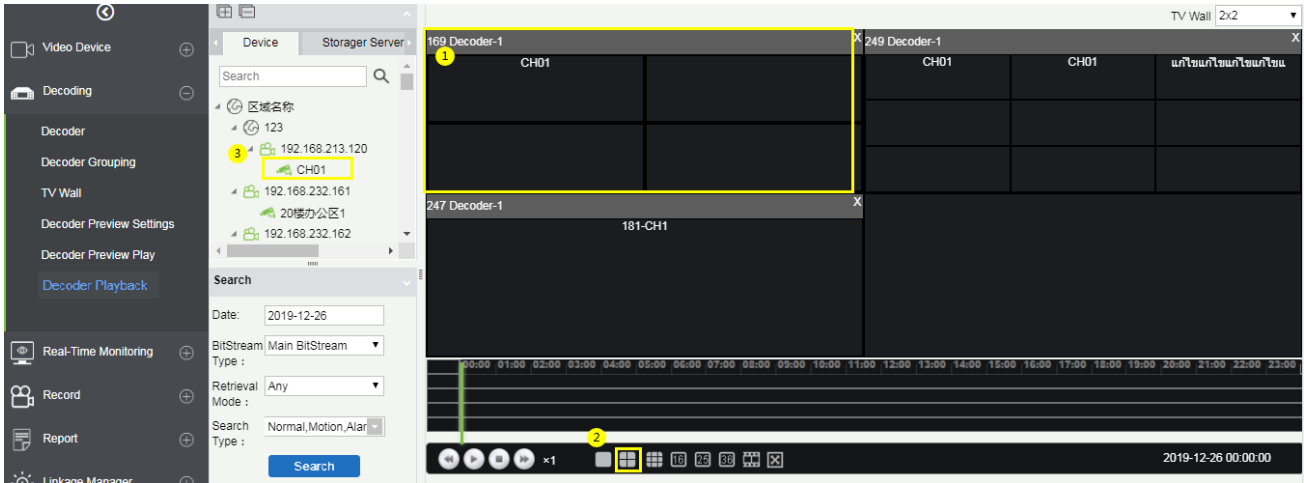 TV Wall 2x2
Video Device
Decoding
Decoder
Decoder Grouping
TV Wall
Decoder Preview Settings
Decoder Preview Play
Decoder Playback
Real-Time Monitoring
Record
Report
Linkage Manager
Device Storager Server
Search
区域名称
123
3 192.168.213.120
CH01
192.168.232.161
20楼办公区1
192.168.232.162
Search
Date: 2019-12-26
BitStream Type： Main BitStream
Retrieval Mode： Any
Search Type： Normal,Motion,Alar
Search
169 Decoder-1 X
1
CH01
249 Decoder-1 X
CH01 CH01 แก้ไขแก้ไขแก้ไขแก้ไขแ
247 Decoder-1 X
181-CH1
00:00 01:00 02:00 03:00 04:00 05:00 06:00 07:00 08:00 09:00 10:00 11:00 12:00 13:00 14:00 15:00 16:00 17:00 18:00 19:00 20:00 21:00 22:00 23:00
2
×1 16 25 36 2019-12-26 00:00:00